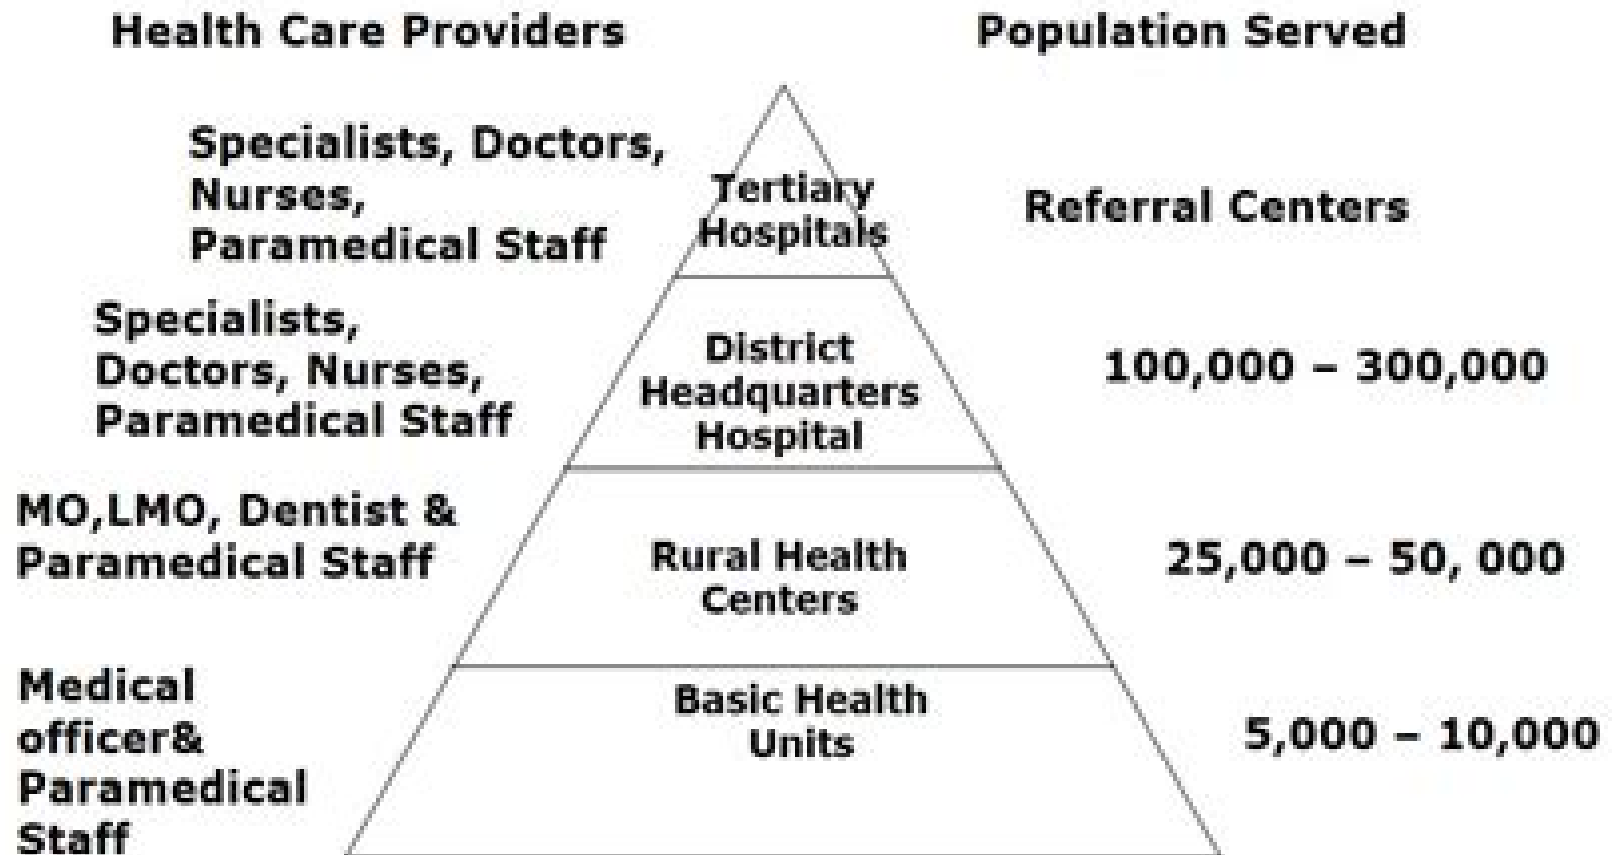 Health Care Providers
Population Served
Specialists, Doctors,
Nurses,
Paramedical Staff
Tertiary
Hospitals
Referral Centers
Specialists,
Doctors, Nurses,
Paramedical Staff
District
Headquarters
Hospital
100,000 – 300,000
MO,LMO, Dentist &
Paramedical Staff
Rural Health
Centers
25,000 – 50, 000
Medical
officer&
Paramedical
Staff
Basic Health
Units
5,000 – 10,000